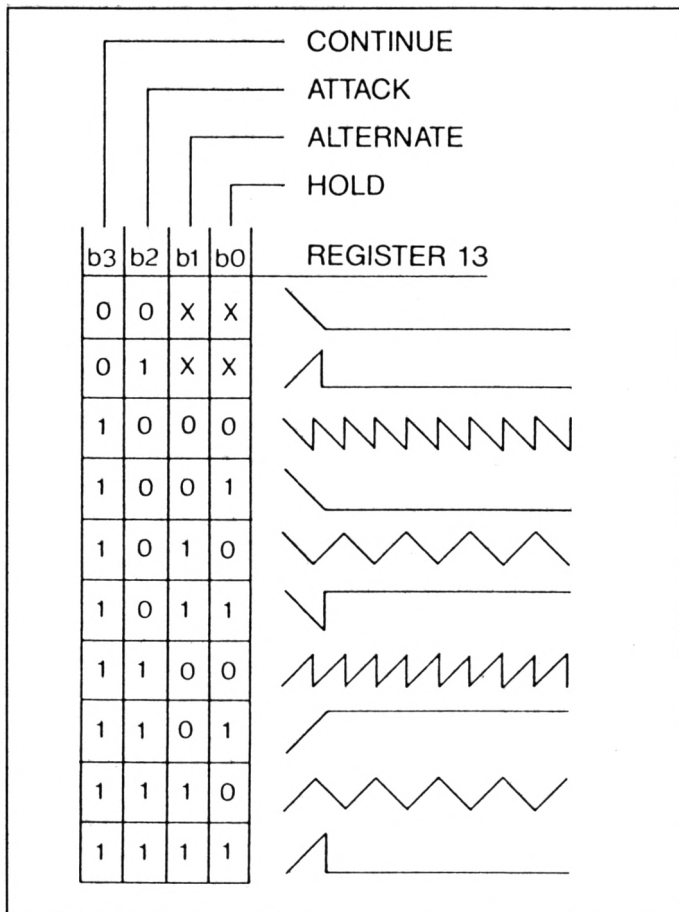 CONTINUE
ATTACK
ALTERNATE
HOLD
b3 b2 b1 b0 REGISTER 13
0 0 X X
0 1 X X
1 0 0 0
1 0 0 1
1 0 1 0
1 0 1 1
1 1 0 0
1 1 0 1
1 1 1 0
1 1 1 1